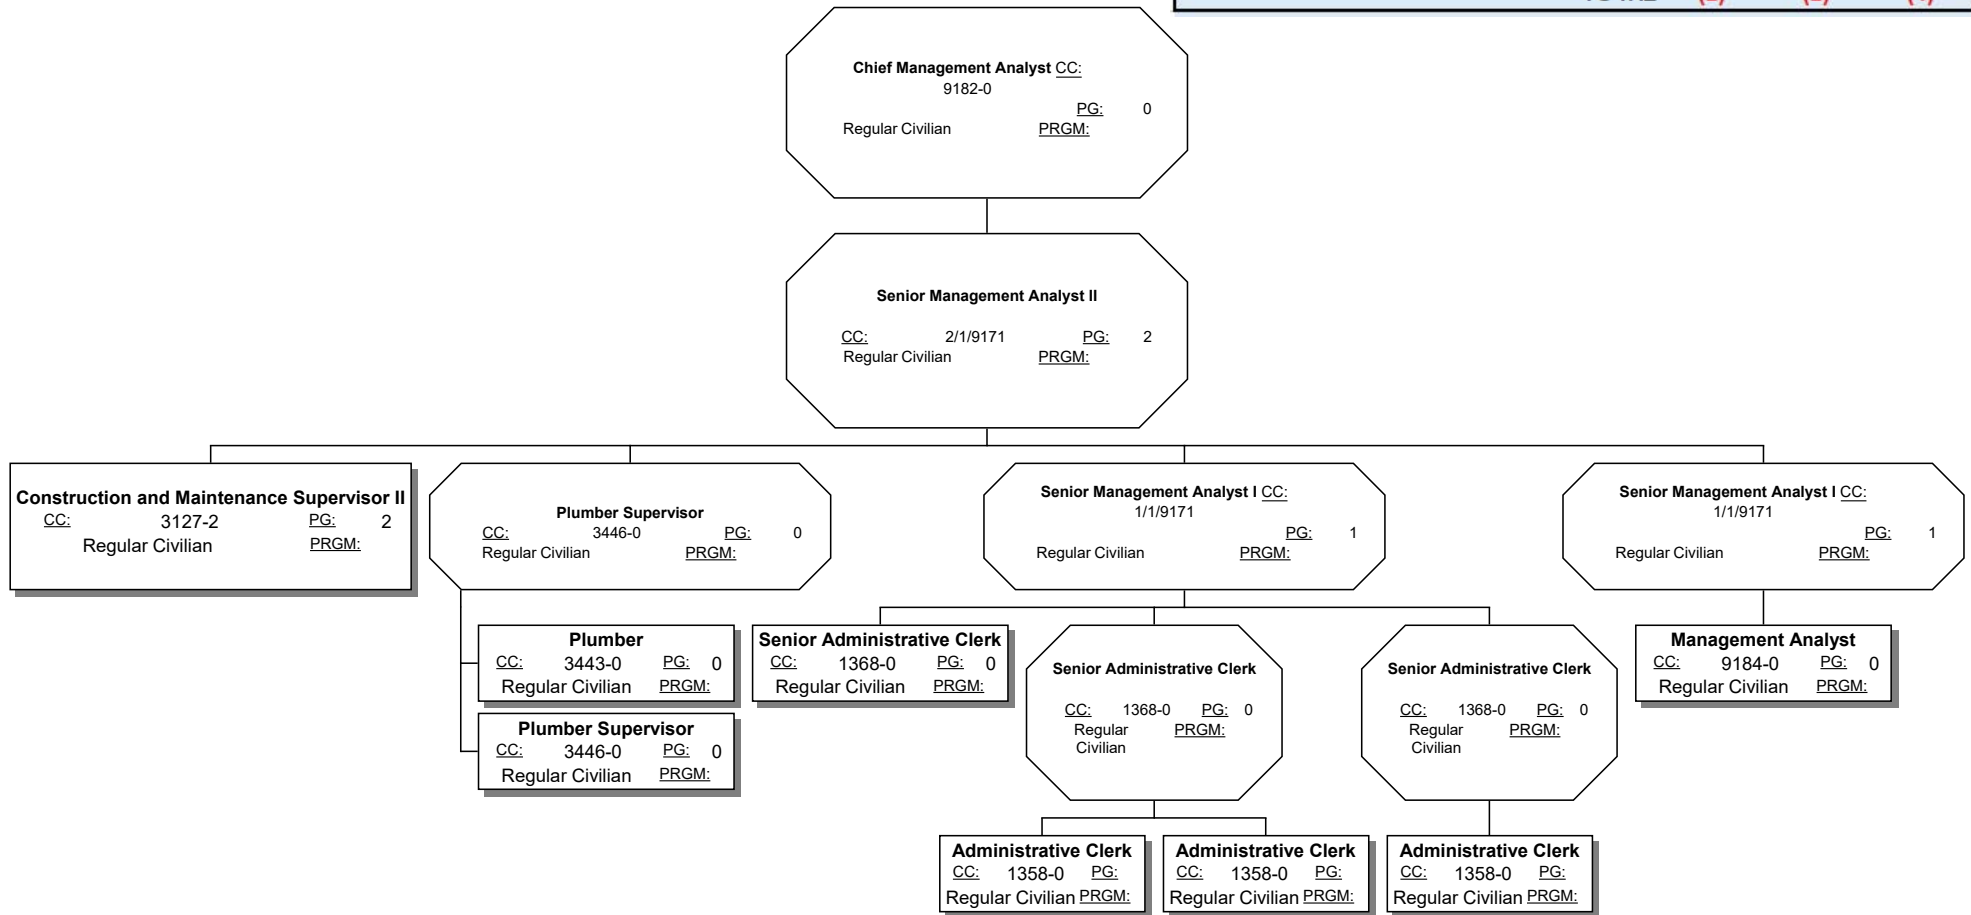 Chief Management Analyst CC:
9182-0
PG: 0
Regular Civilian PRGM:
Senior Management Analyst II
CC: 2/1/9171 PG: 2
Regular Civilian PRGM:
Construction and Maintenance Supervisor II
CC: 3127-2 PG: 2
Regular Civilian PRGM:
Plumber Supervisor
CC: 3446-0 PG: 0
Regular Civilian PRGM:
Senior Management Analyst I CC:
1/1/9171
PG: 1
Regular Civilian PRGM:
Senior Management Analyst I CC:
1/1/9171
PG: 1
Regular Civilian PRGM:
Plumber
CC: 3443-0 PG: 0
Regular Civilian PRGM:
Plumber Supervisor
CC: 3446-0 PG: 0
Regular Civilian PRGM:
Senior Administrative Clerk
CC: 1368-0 PG: 0
Regular Civilian PRGM:
Senior Administrative Clerk
CC: 1368-0 PG: 0
Regular PRGM:
Civilian
Senior Administrative Clerk
CC: 1368-0 PG: 0
Regular PRGM:
Civilian
Management Analyst
CC: 9184-0 PG: 0
Regular Civilian PRGM:
Administrative Clerk
CC: 1358-0 PG:
Regular Civilian PRGM:
Administrative Clerk
CC: 1358-0 PG:
Regular Civilian PRGM:
Administrative Clerk
CC: 1358-0 PG:
Regular Civilian PRGM: